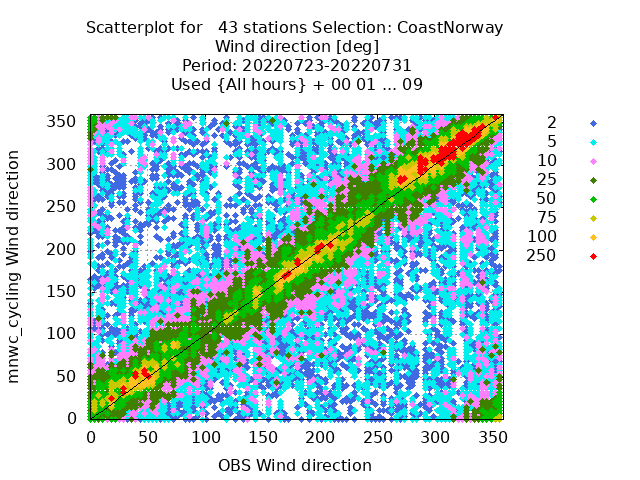 Scatterplot for 43 stations Selection: CoastNorway
Wind direction [deg]
Period: 20220723-20220731
Used {All hours} + 00 01 ... 09
mnwc_cycling Wind direction
350
300
250
200
150
100
50
0
0 50 100 150 200 250 300 350
OBS Wind direction
2
5
10
25
50
75
100
250